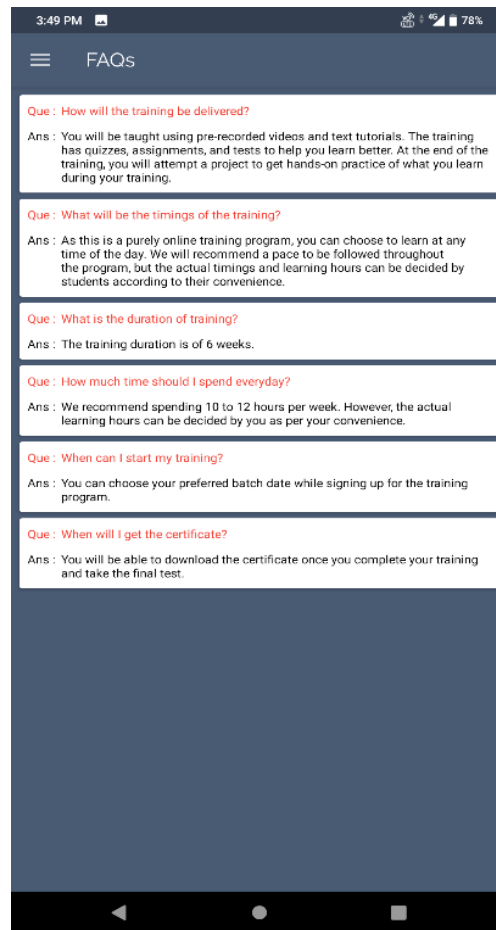 3:49 PM
4G
78%
FAQs
Que : How will the training be delivered?
Ans : You will be taught using pre-recorded videos and text tutorials. The training
has quizzes, assignments, and tests to help you learn better. At the end of the
training, you will attempt a project to get hands-on practice of what you learn
during your training.
Que : What will be the timings of the training?
Ans : As this is a purely online training program, you can choose to learn at any
time of the day. We will recommend a pace to be followed throughout
the program, but the actual timings and learning hours can be decided by
students according to their convenience.
Que : What is the duration of training?
Ans : The training duration is of 6 weeks.
Que : How much time should I spend everyday?
Ans : We recommend spending 10 to 12 hours per week. However, the actual
learning hours can be decided by you as per your convenience.
Que : When can I start my training?
Ans : You can choose your preferred batch date while signing up for the training
program.
Que : When will I get the certificate?
Ans : You will be able to download the certificate once you complete your training
and take the final test.